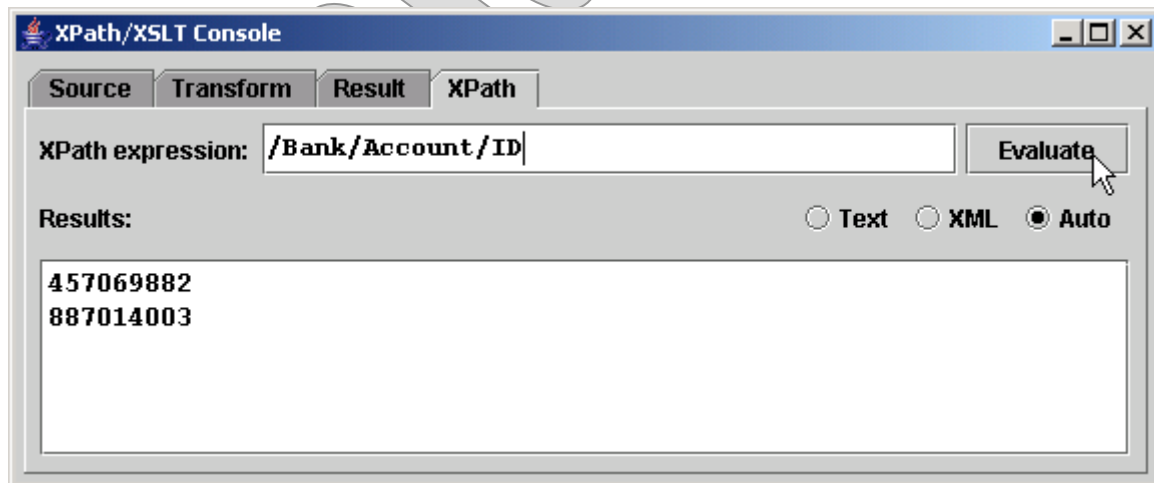 XPath/XSLT Console
Source Transform Result XPath
XPath expression: /Bank/Account/ID Evaluate
Results: Text XML Auto
457069882
887014003